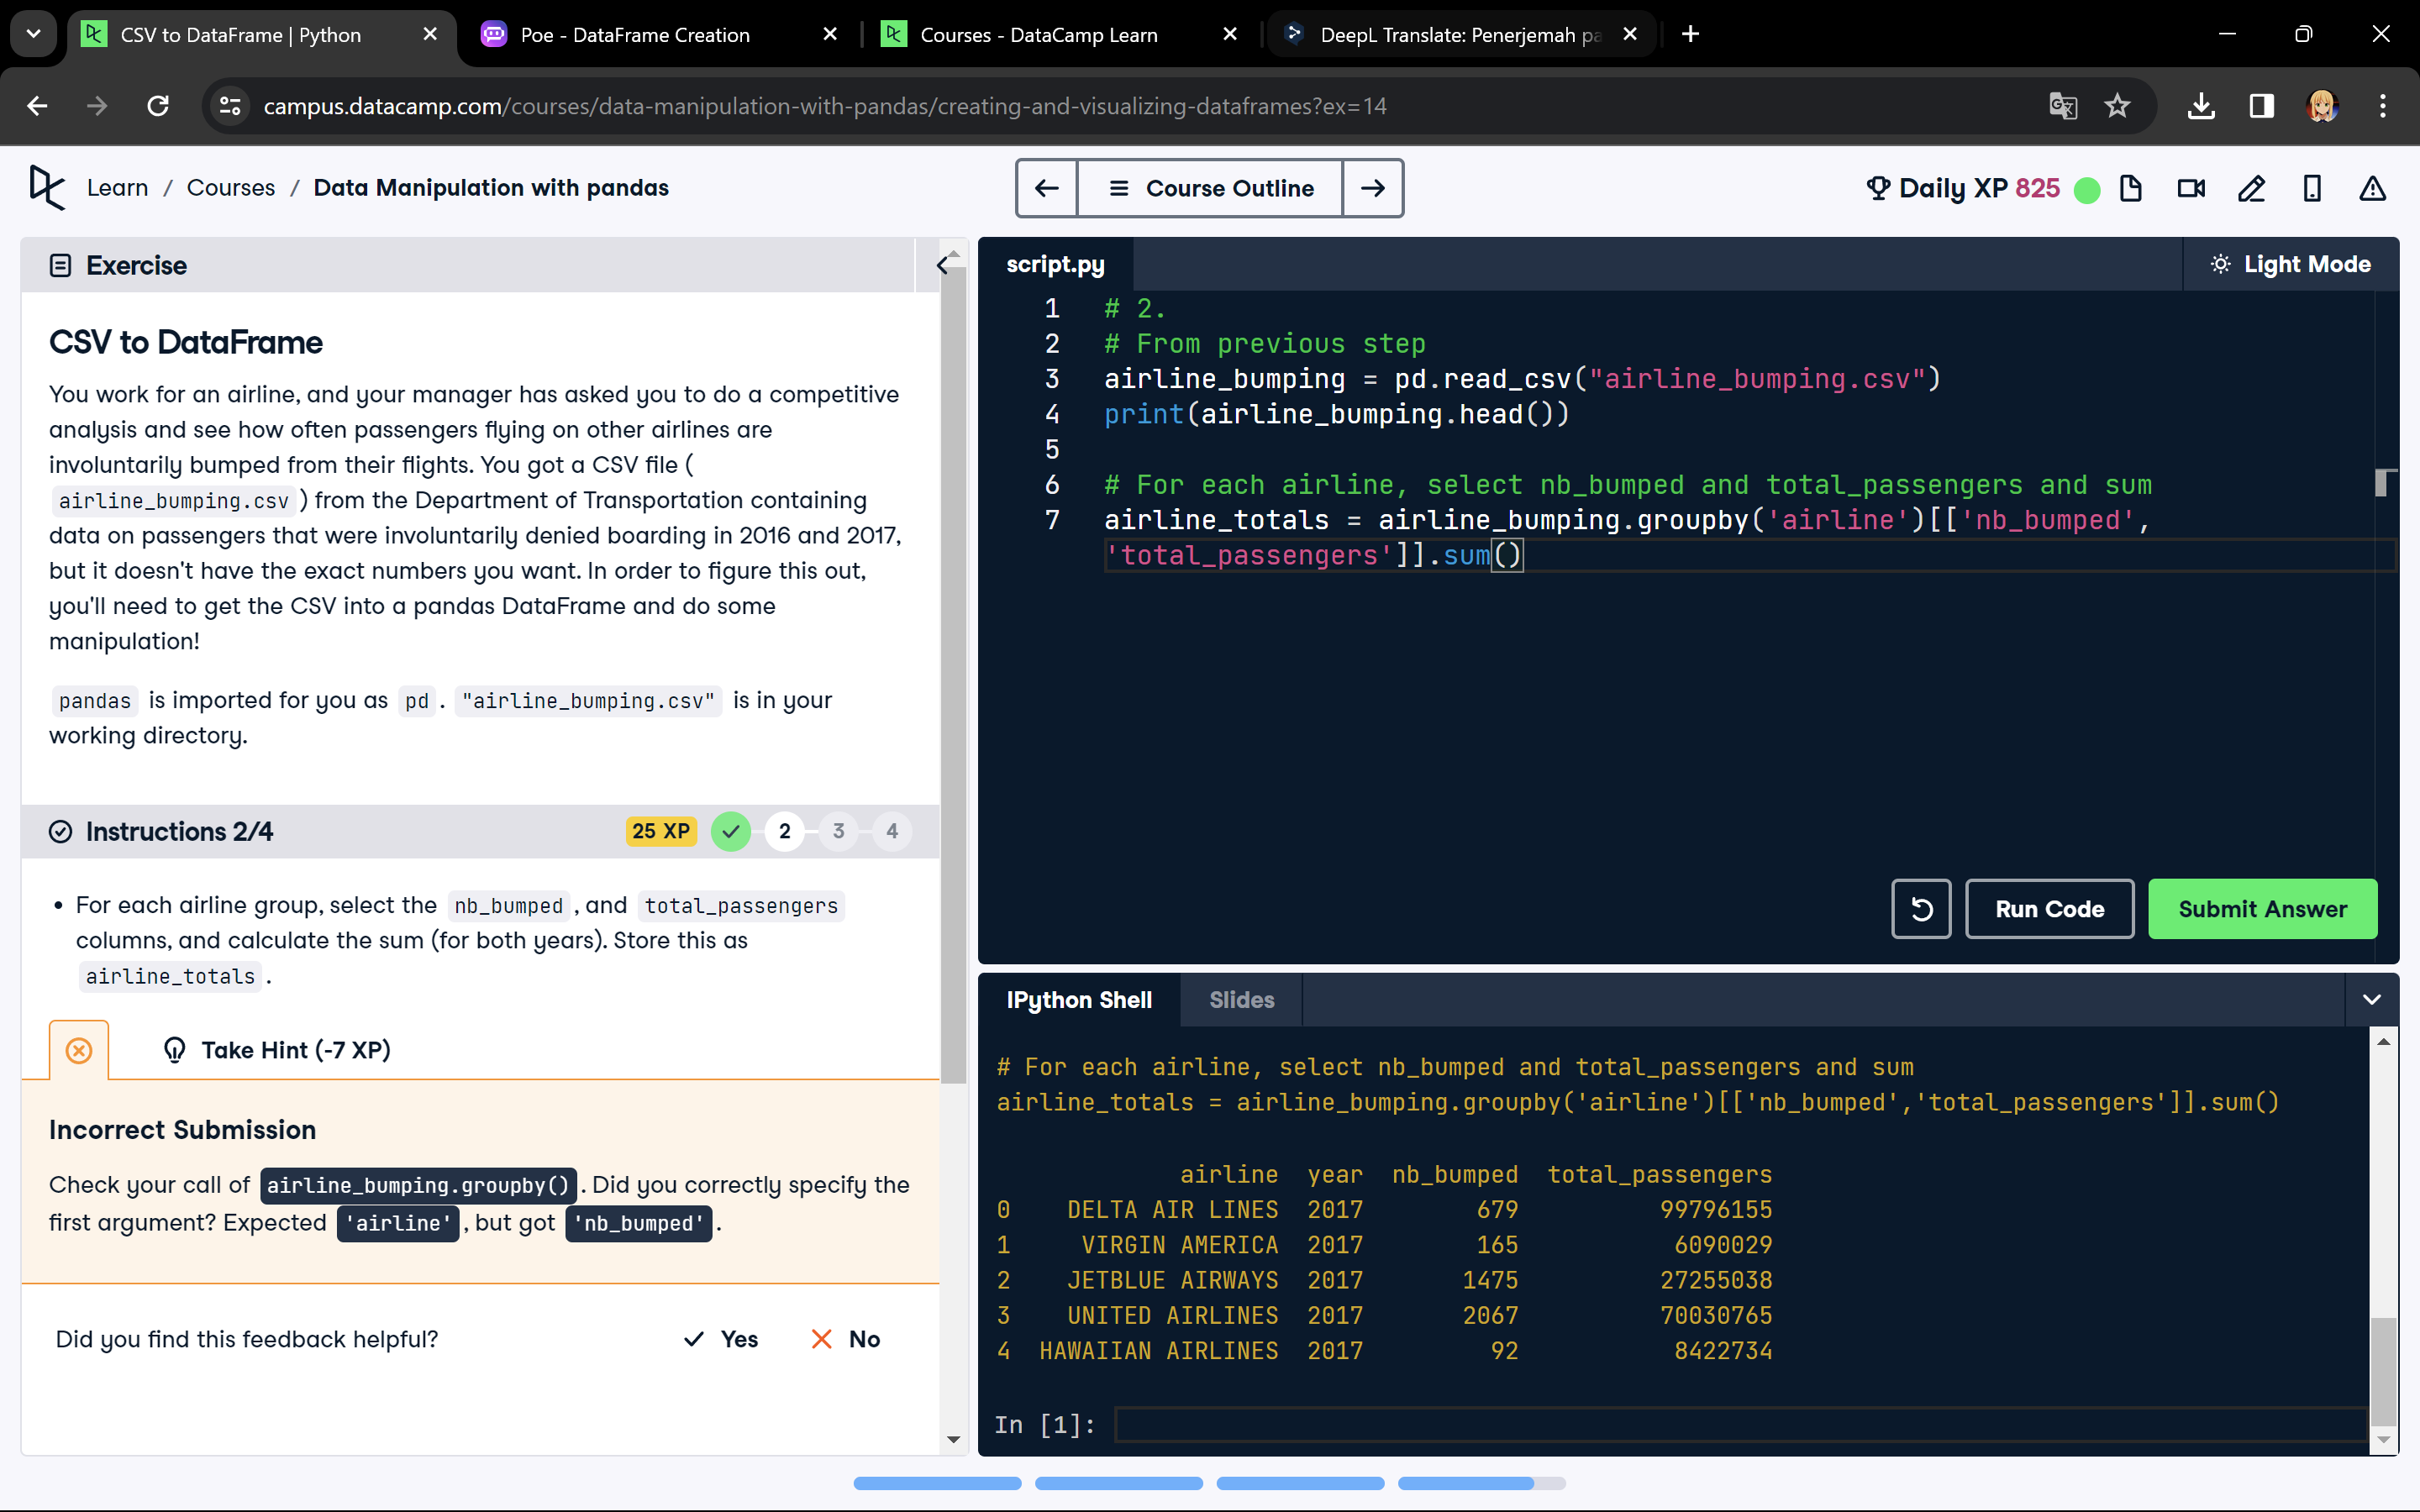 CSV to DataFrame | Python
Poe - DataFrame Creation
Courses - DataCamp Learn
DeepL Translate: Penerjemah pa
campus.datacamp.com/courses/data-manipulation-with-pandas/creating-and-visualizing-dataframes?ex=14
Learn / Courses / Data Manipulation with pandas
Course Outline
Daily XP 825
Exercise
CSV to DataFrame
You work for an airline, and your manager has asked you to do a competitive
analysis and see how often passengers flying on other airlines are
involuntarily bumped from their flights. You got a CSV file (
airline_bumping.csv ) from the Department of Transportation containing
data on passengers that were involuntarily denied boarding in 2016 and 2017,
but it doesn't have the exact numbers you want. In order to figure this out,
you'll need to get the CSV into a pandas DataFrame and do some
manipulation!
pandas is imported for you as pd . "airline_bumping.csv" is in your
working directory.
Instructions 2/4
25 XP
2
3
4
• For each airline group, select the nb_bumped , and total_passengers
columns, and calculate the sum (for both years). Store this as
airline_totals .
Take Hint (-7 XP)
Incorrect Submission
Check your call of airline_bumping.groupby() . Did you correctly specify the
first argument? Expected 'airline' , but got 'nb_bumped' .
Did you find this feedback helpful?
Yes
No
script.py
Light Mode
1 # 2.
2 # From previous step
3 airline_bumping = pd.read_csv("airline_bumping.csv")
4 print(airline_bumping.head())
5
6 # For each airline, select nb_bumped and total_passengers and sum
7 airline_totals = airline_bumping.groupby('airline')[['nb_bumped',
'total_passengers']].sum()
Run Code
Submit Answer
IPython Shell
Slides
# For each airline, select nb_bumped and total_passengers and sum
airline_totals = airline_bumping.groupby('airline')[['nb_bumped','total_passengers']].sum()
airline year nb_bumped total_passengers
0 DELTA AIR LINES 2017 679 99796155
1 VIRGIN AMERICA 2017 165 6090029
2 JETBLUE AIRWAYS 2017 1475 27255038
3 UNITED AIRLINES 2017 2067 70030765
4 HAWAIIAN AIRLINES 2017 92 8422734
In [1]: